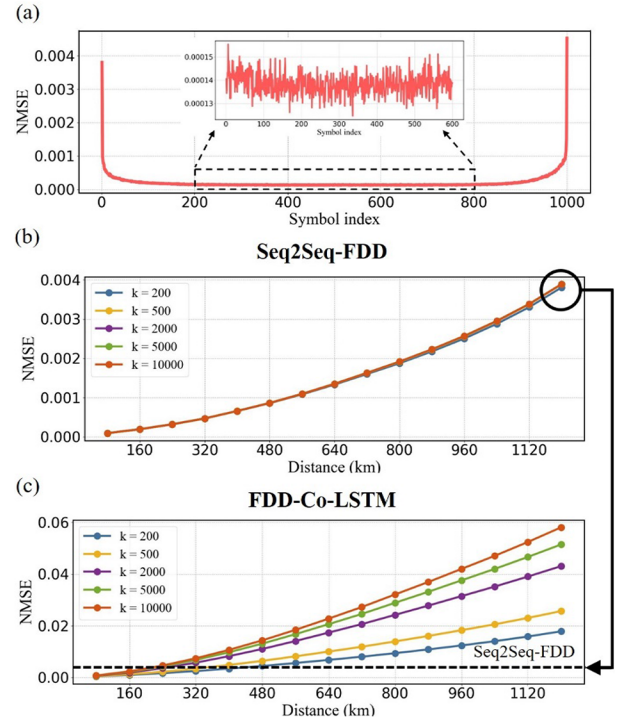 (a)
NMSE
0.004
0.003
0.002
0.001
0.000
0.00015
0.00014
0.00013
0 100 200 300 400 500 600
Symbol index
0 200 400 600 800 1000
Symbol index
(b)
Seq2Seq-FDD
NMSE
0.004
0.003
0.002
0.001
0.000
k = 200
k = 500
k = 2000
k = 5000
k = 10000
160 320 480 640 800 960 1120
Distance (km)
(c)
FDD-Co-LSTM
NMSE
0.06
0.04
0.02
0.00
k = 200
k = 500
k = 2000
k = 5000
k = 10000
Seq2Seq-FDD
160 320 480 640 800 960 1120
Distance (km)